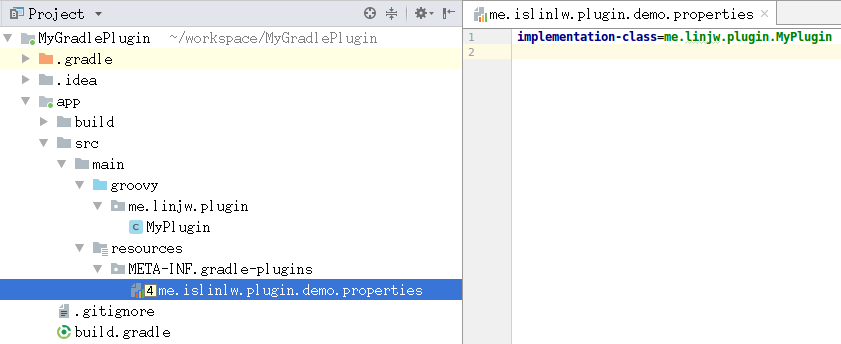 Project
MyGradlePlugin ~/workspace/MyGradlePlugin
.gradle
.idea
app
build
src
main
groovy
me.linjw.plugin
C MyPlugin
resources
META-INF.gradle-plugins
4 me.islinlw.plugin.demo.properties
.gitignore
build.gradle
me.islinlw.plugin.demo.properties
1 implementation-class=me.linjw.plugin.MyPlugin
2